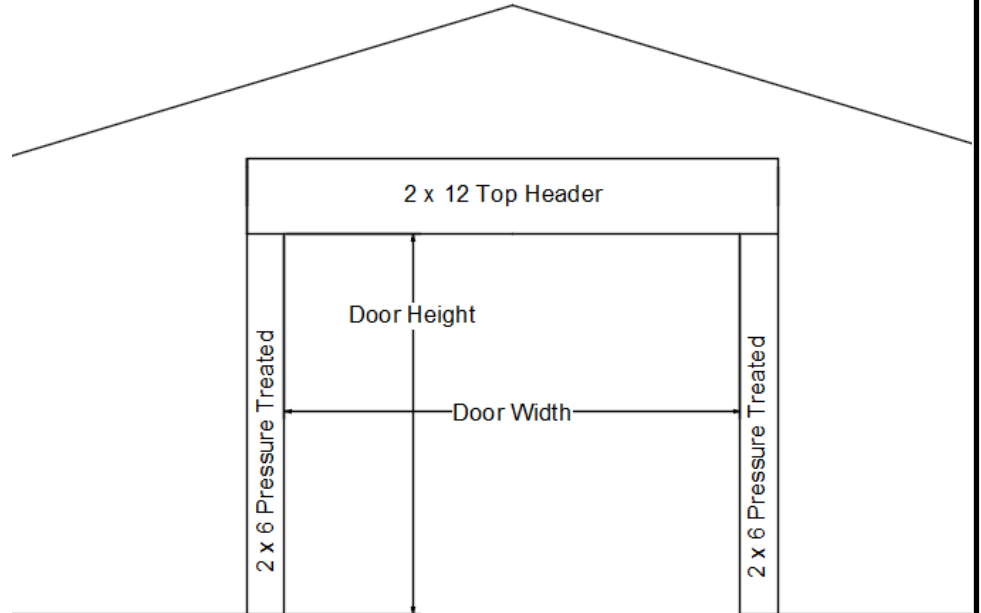 2 x 12 Top Header
Door Height
Door Width
2 x 6 Pressure Treated
2 x 6 Pressure Treated